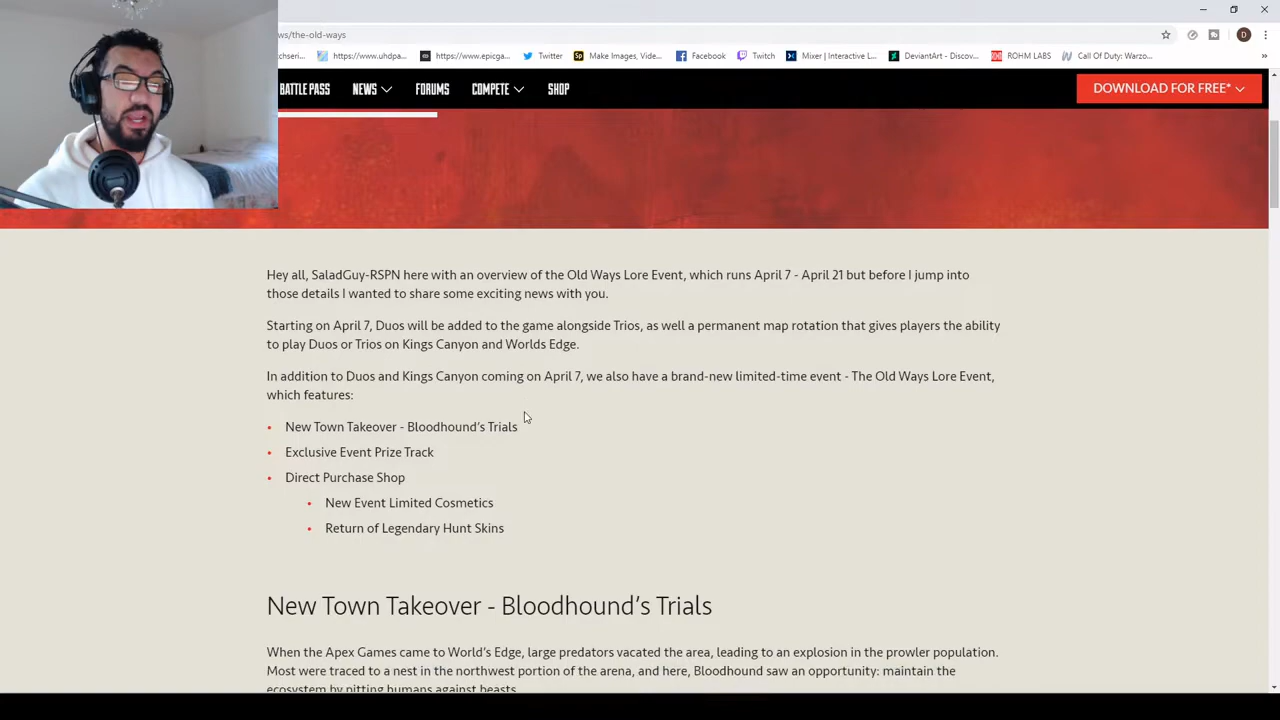 ws/the-old-ways
chseri...
https://www.uhdpa...
https://www.epicga...
Make Images, Vide...
Twitter
Facebook
Twitch
Mixer | Interactive L...
DeviantArt - Discov...
ROHM LABS
Call Of Duty: Warzo...
BATTLE PASS
NEWS
FORUMS
COMPETE
SHOP
DOWNLOAD FOR FREE*
Hey all, SaladGuy-RSPN here with an overview of the Old Ways Lore Event, which runs April 7 - April 21 but before I jump into
those details I wanted to share some exciting news with you.
Starting on April 7, Duos will be added to the game alongside Trios, as well a permanent map rotation that gives players the ability
to play Duos or Trios on Kings Canyon and Worlds Edge.
In addition to Duos and Kings Canyon coming on April 7, we also have a brand-new limited-time event - The Old Ways Lore Event,
which features:
• New Town Takeover - Bloodhound's Trials
• Exclusive Event Prize Track
• Direct Purchase Shop
• New Event Limited Cosmetics
• Return of Legendary Hunt Skins
New Town Takeover - Bloodhound's Trials
When the Apex Games came to World's Edge, large predators vacated the area, leading to an explosion in the prowler population.
Most were traced to a nest in the northwest portion of the arena, and here, Bloodhound saw an opportunity: maintain the
ecosystem by pitting humans against beasts.